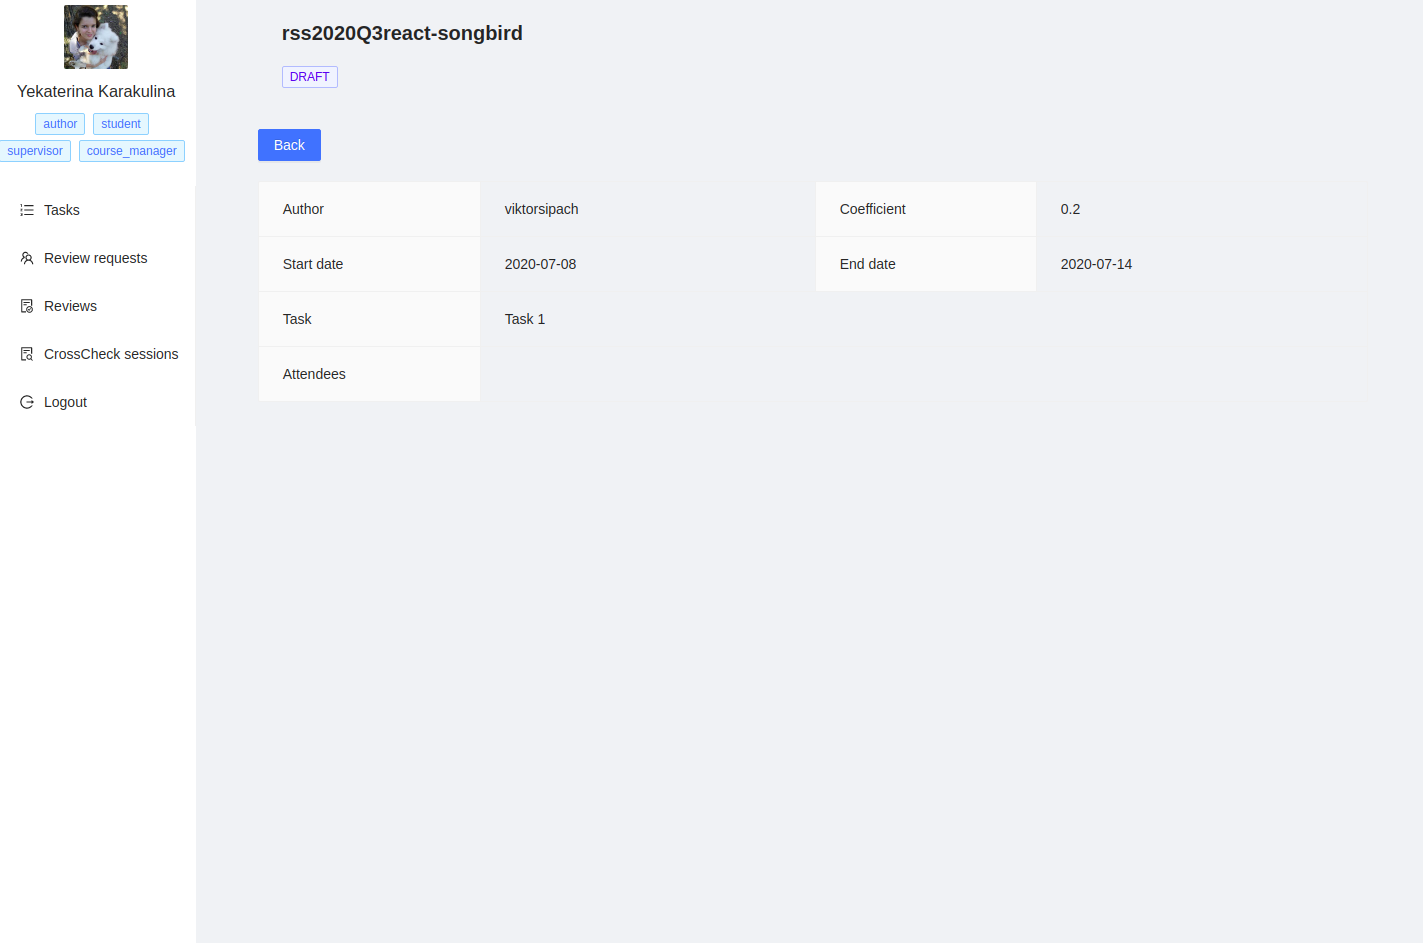 Yekaterina Karakulina
author student
supervisor course_manager
Tasks
Review requests
Reviews
CrossCheck sessions
Logout
rss2020Q3react-songbird
DRAFT
Back
Author viktorsipach Coefficient 0.2
Start date 2020-07-08 End date 2020-07-14
Task Task 1
Attendees